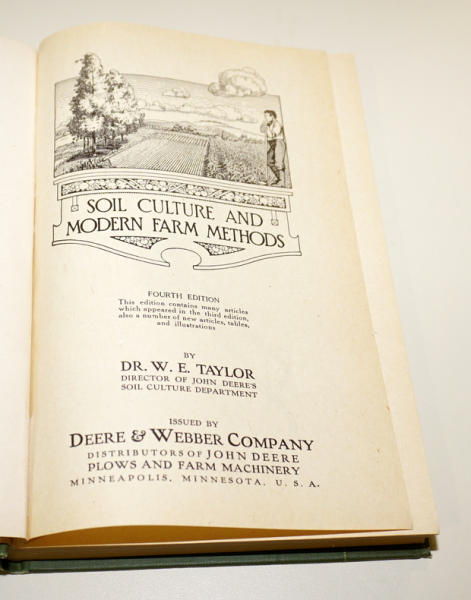 SOIL CULTURE AND
MODERN FARM METHODS
FOURTH EDITION
This edition contains many articles
which appeared in the third edition,
also a number of new articles, tables,
and illustrations
BY
DR. W. E. TAYLOR
DIRECTOR OF JOHN DEERE'S
SOIL CULTURE DEPARTMENT
ISSUED BY
DEERE & WEBBER COMPANY
DISTRIBUTORS OF JOHN DEERE
PLOWS AND FARM MACHINERY
MINNEAPOLIS, MINNESOTA, U. S. A.